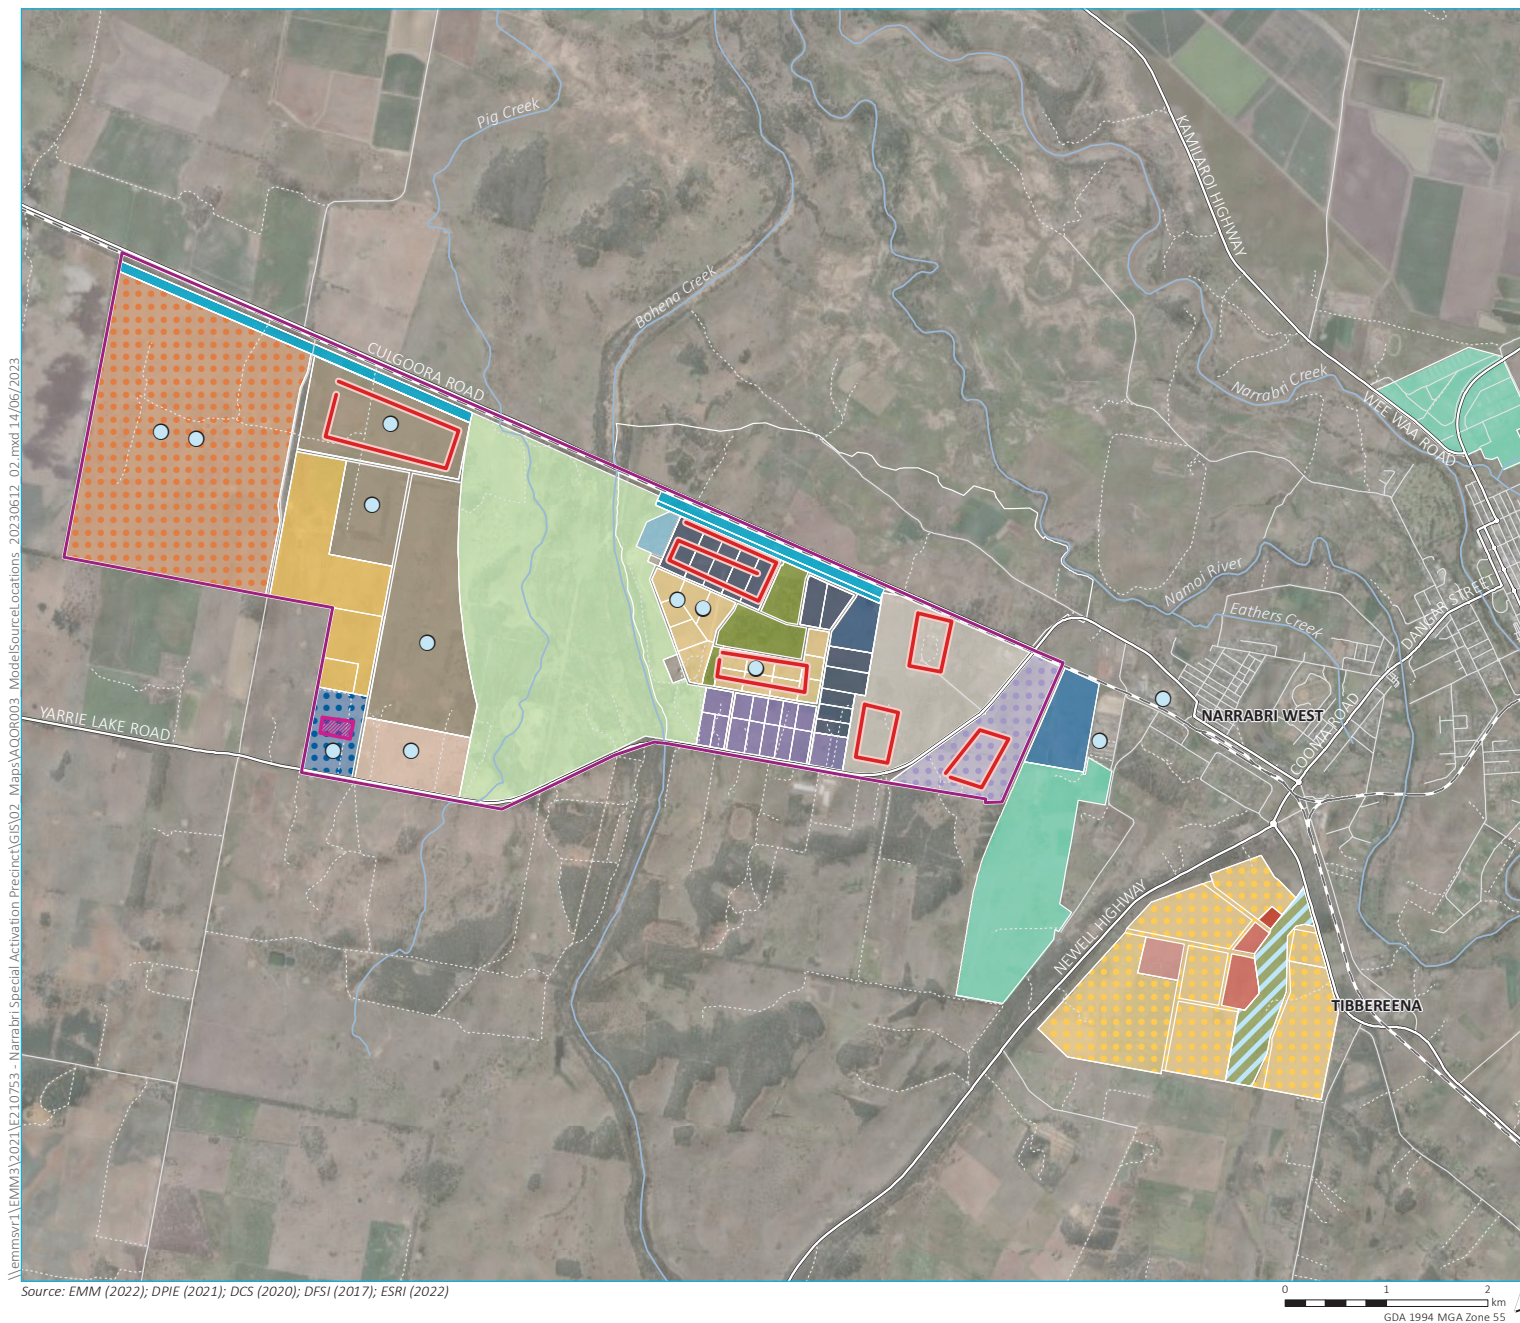 Pig Creek
KAMILAROI HIGHWAY
Bohena Creek
CULGOORA ROAD
Narrabri Creek
WEE WAA ROAD
Namoi River
Eathers Creek
DANGAR STREET
YARRIE LAKE ROAD
NARRABRI WEST
COOMA ROAD
NEWELL HIGHWAY
TIBBEREENA
\\emmsvr1\EMM3\2021\E210753 - Narrabri Special Activation Precinct\GIS\02_Maps\AQOR003_ModelSourceLocations_20230612_02.mxd 14/06/2023
Source: EMM (2022); DPIE (2021); DCS (2020); DFSI (2017); ESRI (2022)
0 1 2
km
GDA 1994 MGA Zone 55